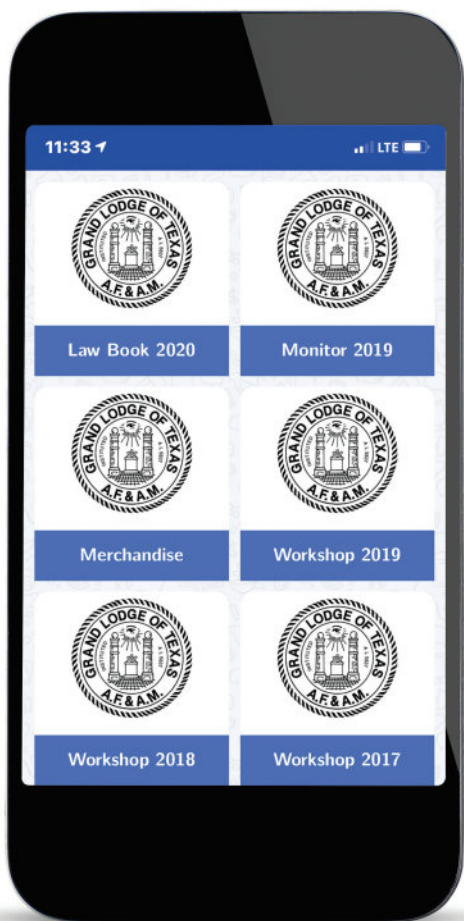 11:33 LTE
GRAND LODGE OF TEXAS GRAND LODGE OF TEXAS
A.F.& A.M. A.F.& A.M.
Law Book 2020 Monitor 2019
GRAND LODGE OF TEXAS GRAND LODGE OF TEXAS
A.F.& A.M. A.F.& A.M.
Merchandise Workshop 2019
GRAND LODGE OF TEXAS GRAND LODGE OF TEXAS
A.F.& A.M. A.F.& A.M.
Workshop 2018 Workshop 2017